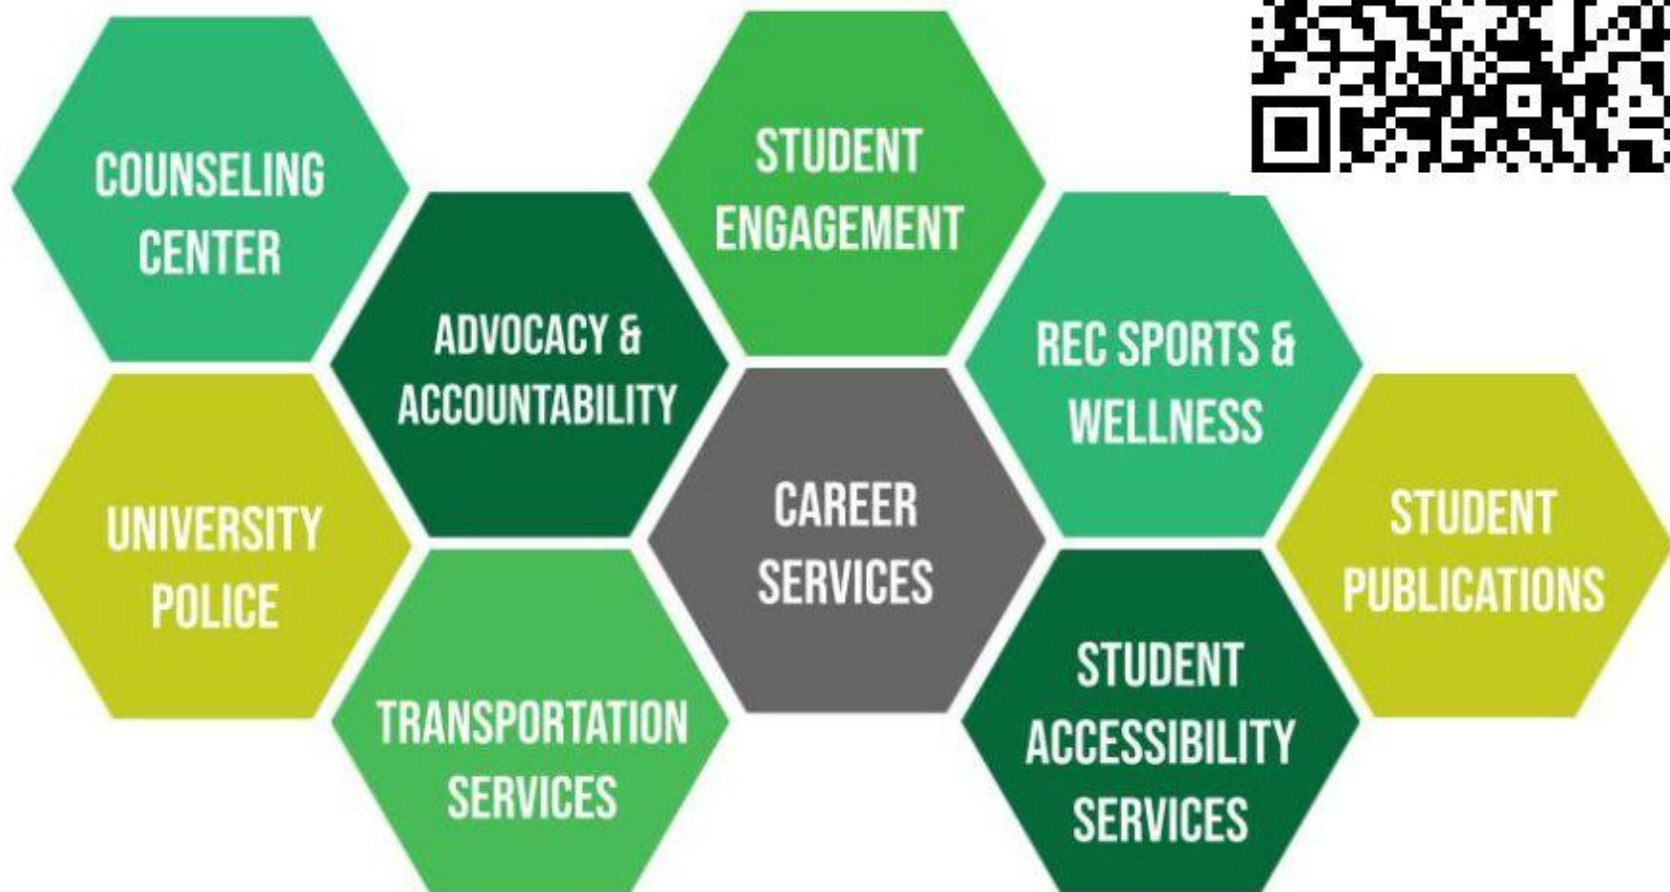 COUNSELING
CENTER
STUDENT
ENGAGEMENT
ADVOCACY &
ACCOUNTABILITY
REC SPORTS &
WELLNESS
UNIVERSITY
POLICE
CAREER
SERVICES
STUDENT
PUBLICATIONS
TRANSPORTATION
SERVICES
STUDENT
ACCESSIBILITY
SERVICES